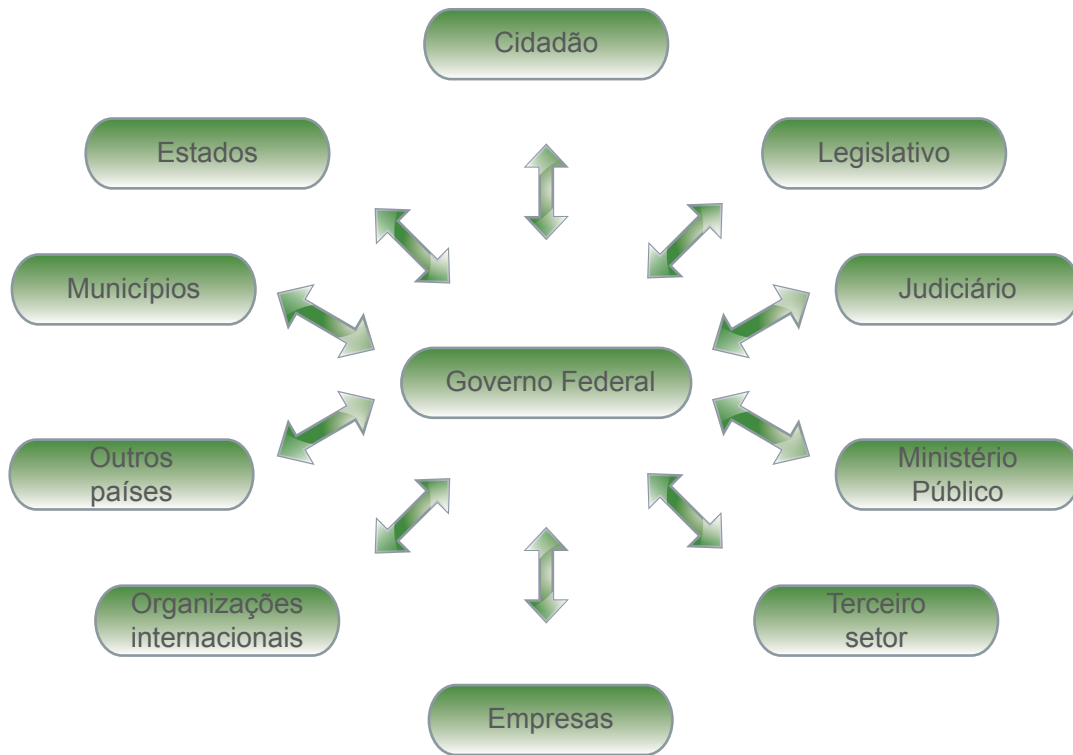 Cidadão
Estados
Legislativo
Municípios
Judiciário
Governo Federal
Outros
países
Ministério
Público
Organizações
internacionais
Terceiro
setor
Empresas